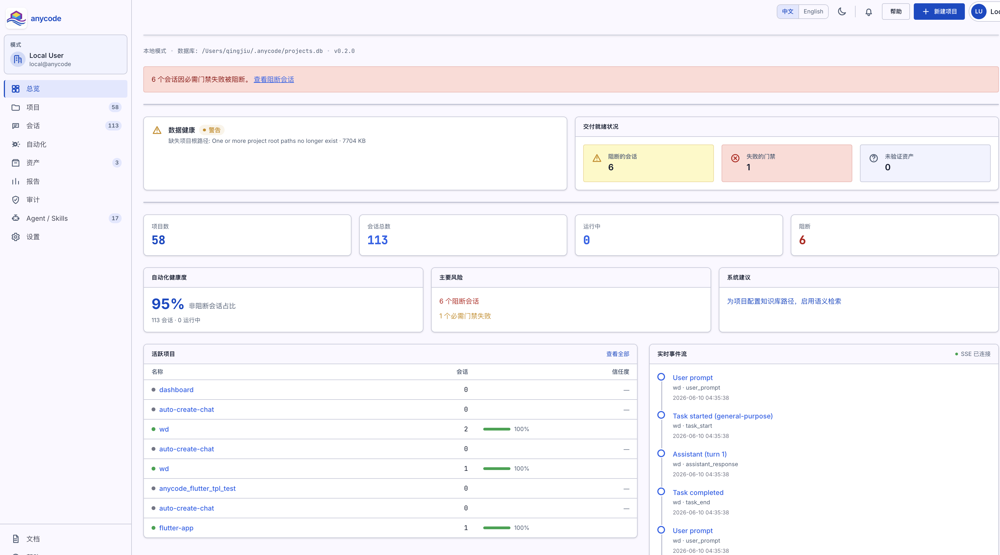 anycode
模式
Local User
local@anycode
总览
项目 58
会话 113
自动化
资产 3
报告
审计
Agent / Skills 17
设置
文档
中文 English
帮助
+ 新建项目
LU
本地模式 • 数据库: /Users/qingjiu/.anycode/projects.db • v0.2.0
6 个会话因必需门禁失败被阻断。 查看阻断会话
数据健康 警告
缺失项目根路径: One or more project root paths no longer exist · 7704 KB
交付就绪状况
阻断的会话
6
失败的门禁
1
未验证资产
0
项目数
58
会话总数
113
运行中
0
阻断
6
自动化健康度
95% 非阻断会话占比
113 会话 · 0 运行中
主要风险
6 个阻断会话
1 个必需门禁失败
系统建议
为项目配置知识库路径，启用语义检索
活跃项目 查看全部
名称 会话 信任度
dashboard 0 —
auto-create-chat 0 —
wd 2 100%
auto-create-chat 0 —
wd 1 100%
anycode_flutter_tpl_test 0 —
auto-create-chat 0 —
flutter-app 1 100%
实时事件流 SSE 已连接
User prompt
wd · user_prompt
2026-06-10 04:35:38
Task started (general-purpose)
wd · task_start
2026-06-10 04:35:38
Assistant (turn 1)
wd · assistant_response
2026-06-10 04:35:38
Task completed
wd · task_end
2026-06-10 04:35:38
User prompt
wd · user_prompt
2026-06-10 04:35:38